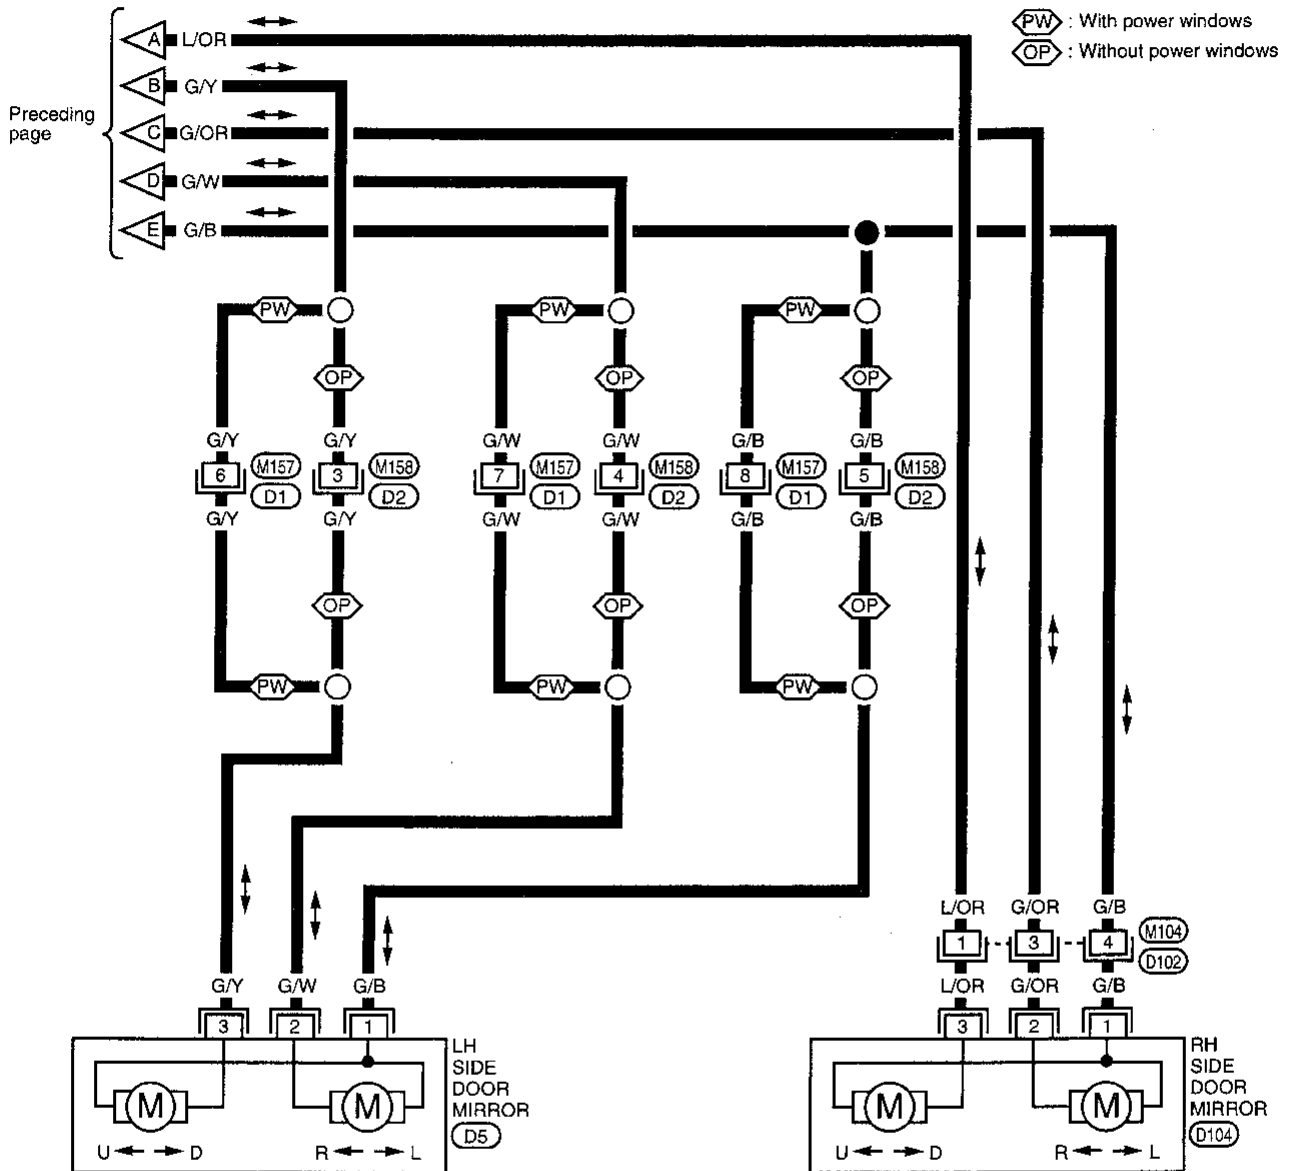 PW : With power windows
OP : Without power windows
Preceding
page
A L/OR
B G/Y
C G/OR
D G/W
E G/B
PW PW PW
OP OP OP
G/Y G/Y G/W G/W G/B G/B
6 M157 3 M158 7 M157 4 M158 8 M157 5 M158
D1 D2 D1 D2 D1 D2
G/Y G/Y G/W G/W G/B G/B
OP OP OP
PW PW PW
L/OR G/OR G/B
1 3 4 M104
D102
G/Y G/W G/B L/OR G/OR G/B
3 2 1 3 2 1
LH
SIDE
DOOR
MIRROR
D5
M M
U D R L
RH
SIDE
DOOR
MIRROR
D104
M M
U D R L